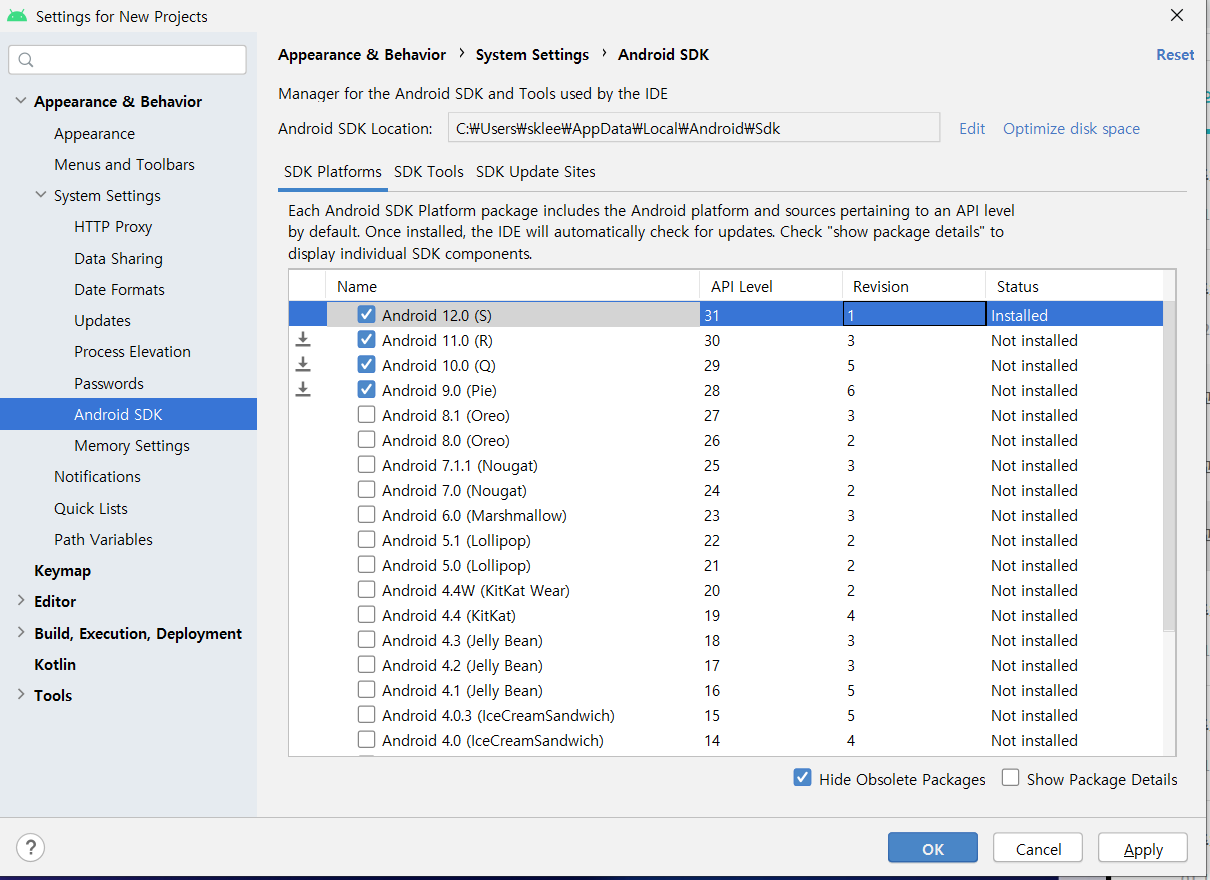 Settings for New Projects
Appearance & Behavior
Appearance
Menus and Toolbars
System Settings
HTTP Proxy
Data Sharing
Date Formats
Updates
Process Elevation
Passwords
Android SDK
Memory Settings
Notifications
Quick Lists
Path Variables
Keymap
Editor
Build, Execution, Deployment
Kotlin
Tools
Appearance & Behavior › System Settings › Android SDK Reset
Manager for the Android SDK and Tools used by the IDE
Android SDK Location: C:₩Users₩sklee₩AppData₩Local₩Android₩Sdk Edit Optimize disk space
SDK Platforms SDK Tools SDK Update Sites
Each Android SDK Platform package includes the Android platform and sources pertaining to an API level
by default. Once installed, the IDE will automatically check for updates. Check "show package details" to
display individual SDK components.
Name API Level Revision Status
Android 12.0 (S) 31 1 Installed
Android 11.0 (R) 30 3 Not installed
Android 10.0 (Q) 29 5 Not installed
Android 9.0 (Pie) 28 6 Not installed
Android 8.1 (Oreo) 27 3 Not installed
Android 8.0 (Oreo) 26 2 Not installed
Android 7.1.1 (Nougat) 25 3 Not installed
Android 7.0 (Nougat) 24 2 Not installed
Android 6.0 (Marshmallow) 23 3 Not installed
Android 5.1 (Lollipop) 22 2 Not installed
Android 5.0 (Lollipop) 21 2 Not installed
Android 4.4W (KitKat Wear) 20 2 Not installed
Android 4.4 (KitKat) 19 4 Not installed
Android 4.3 (Jelly Bean) 18 3 Not installed
Android 4.2 (Jelly Bean) 17 3 Not installed
Android 4.1 (Jelly Bean) 16 5 Not installed
Android 4.0.3 (IceCreamSandwich) 15 5 Not installed
Android 4.0 (IceCreamSandwich) 14 4 Not installed
Hide Obsolete Packages Show Package Details
? OK Cancel Apply